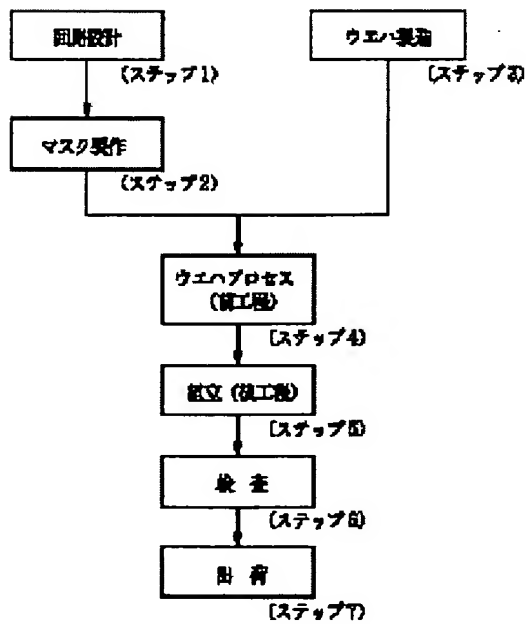 回路設計
ウエハ製造
(ステップ1)
(ステップ3)
マスク製作
(ステップ2)
ウエハプロセス
(前工程)
(ステップ4)
組立 (後工程)
(ステップ5)
検 査
(ステップ6)
出 荷
(ステップ7)